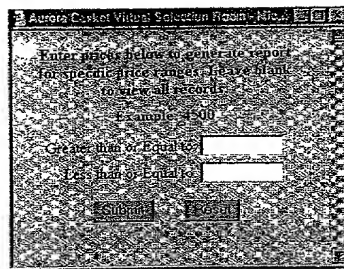 Aurora Casket Virtual Selection Room - Mic
Enter prices below to generate report
for specific price ranges. Leave blank
to view all records.
Example: 4500
Greater than or Equal to:
Less than or Equal to:
Submit Reset